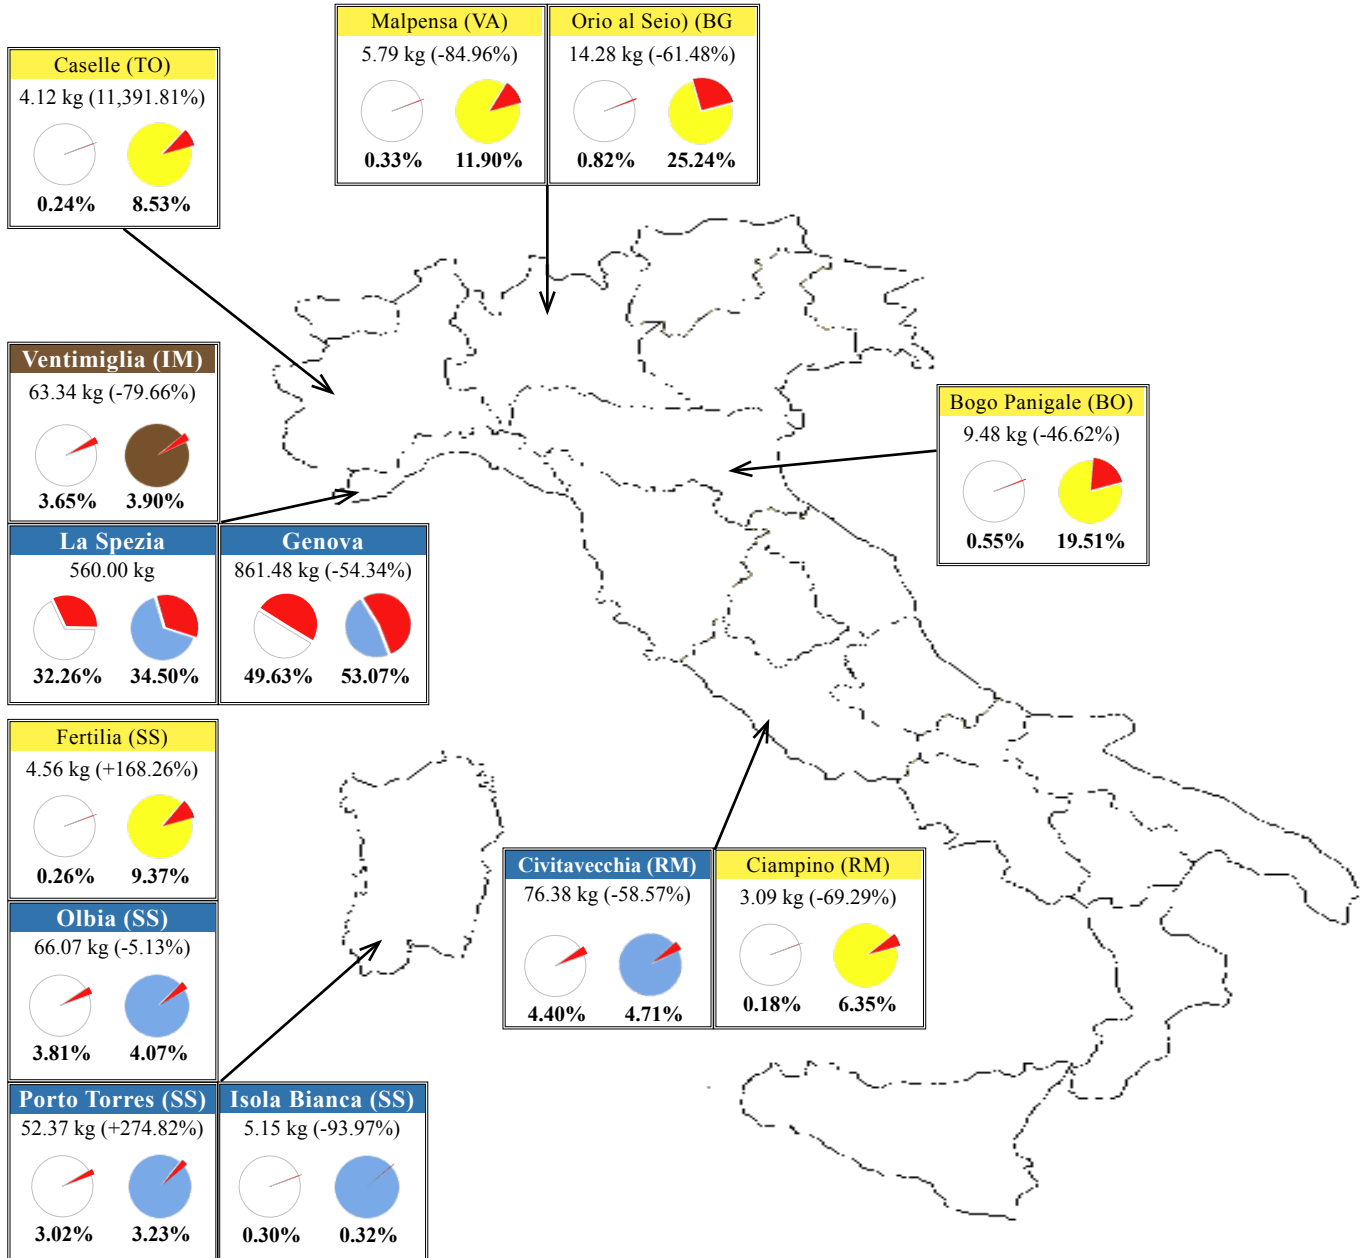 Malpensa (VA)
5.79 kg (-84.96%)
0.33% 11.90%
Orio al Seio) (BG
14.28 kg (-61.48%)
0.82% 25.24%
Caselle (TO)
4.12 kg (11,391.81%)
0.24% 8.53%
Ventimiglia (IM)
63.34 kg (-79.66%)
3.65% 3.90%
Bogo Panigale (BO)
9.48 kg (-46.62%)
0.55% 19.51%
La Spezia
560.00 kg
32.26% 34.50%
Genova
861.48 kg (-54.34%)
49.63% 53.07%
Fertilia (SS)
4.56 kg (+168.26%)
0.26% 9.37%
Civitavecchia (RM)
76.38 kg (-58.57%)
4.40% 4.71%
Ciampino (RM)
3.09 kg (-69.29%)
0.18% 6.35%
Olbia (SS)
66.07 kg (-5.13%)
3.81% 4.07%
Porto Torres (SS)
52.37 kg (+274.82%)
3.02% 3.23%
Isola Bianca (SS)
5.15 kg (-93.97%)
0.30% 0.32%